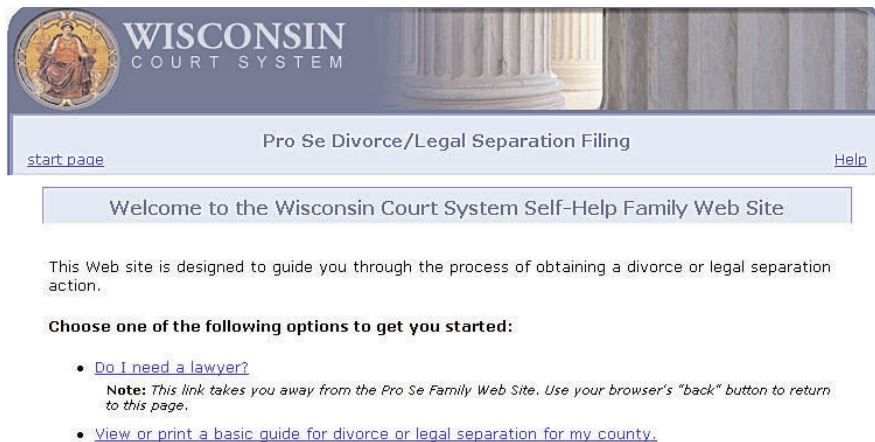 WISCONSIN
COURT SYSTEM
Pro Se Divorce/Legal Separation Filing
start page
Help
Welcome to the Wisconsin Court System Self-Help Family Web Site
This Web site is designed to guide you through the process of obtaining a divorce or legal separation
action.
Choose one of the following options to get you started:
• Do I need a lawyer?
Note: This link takes you away from the Pro Se Family Web Site. Use your browser's "back" button to return
to this page.
• View or print a basic guide for divorce or legal separation for my county.